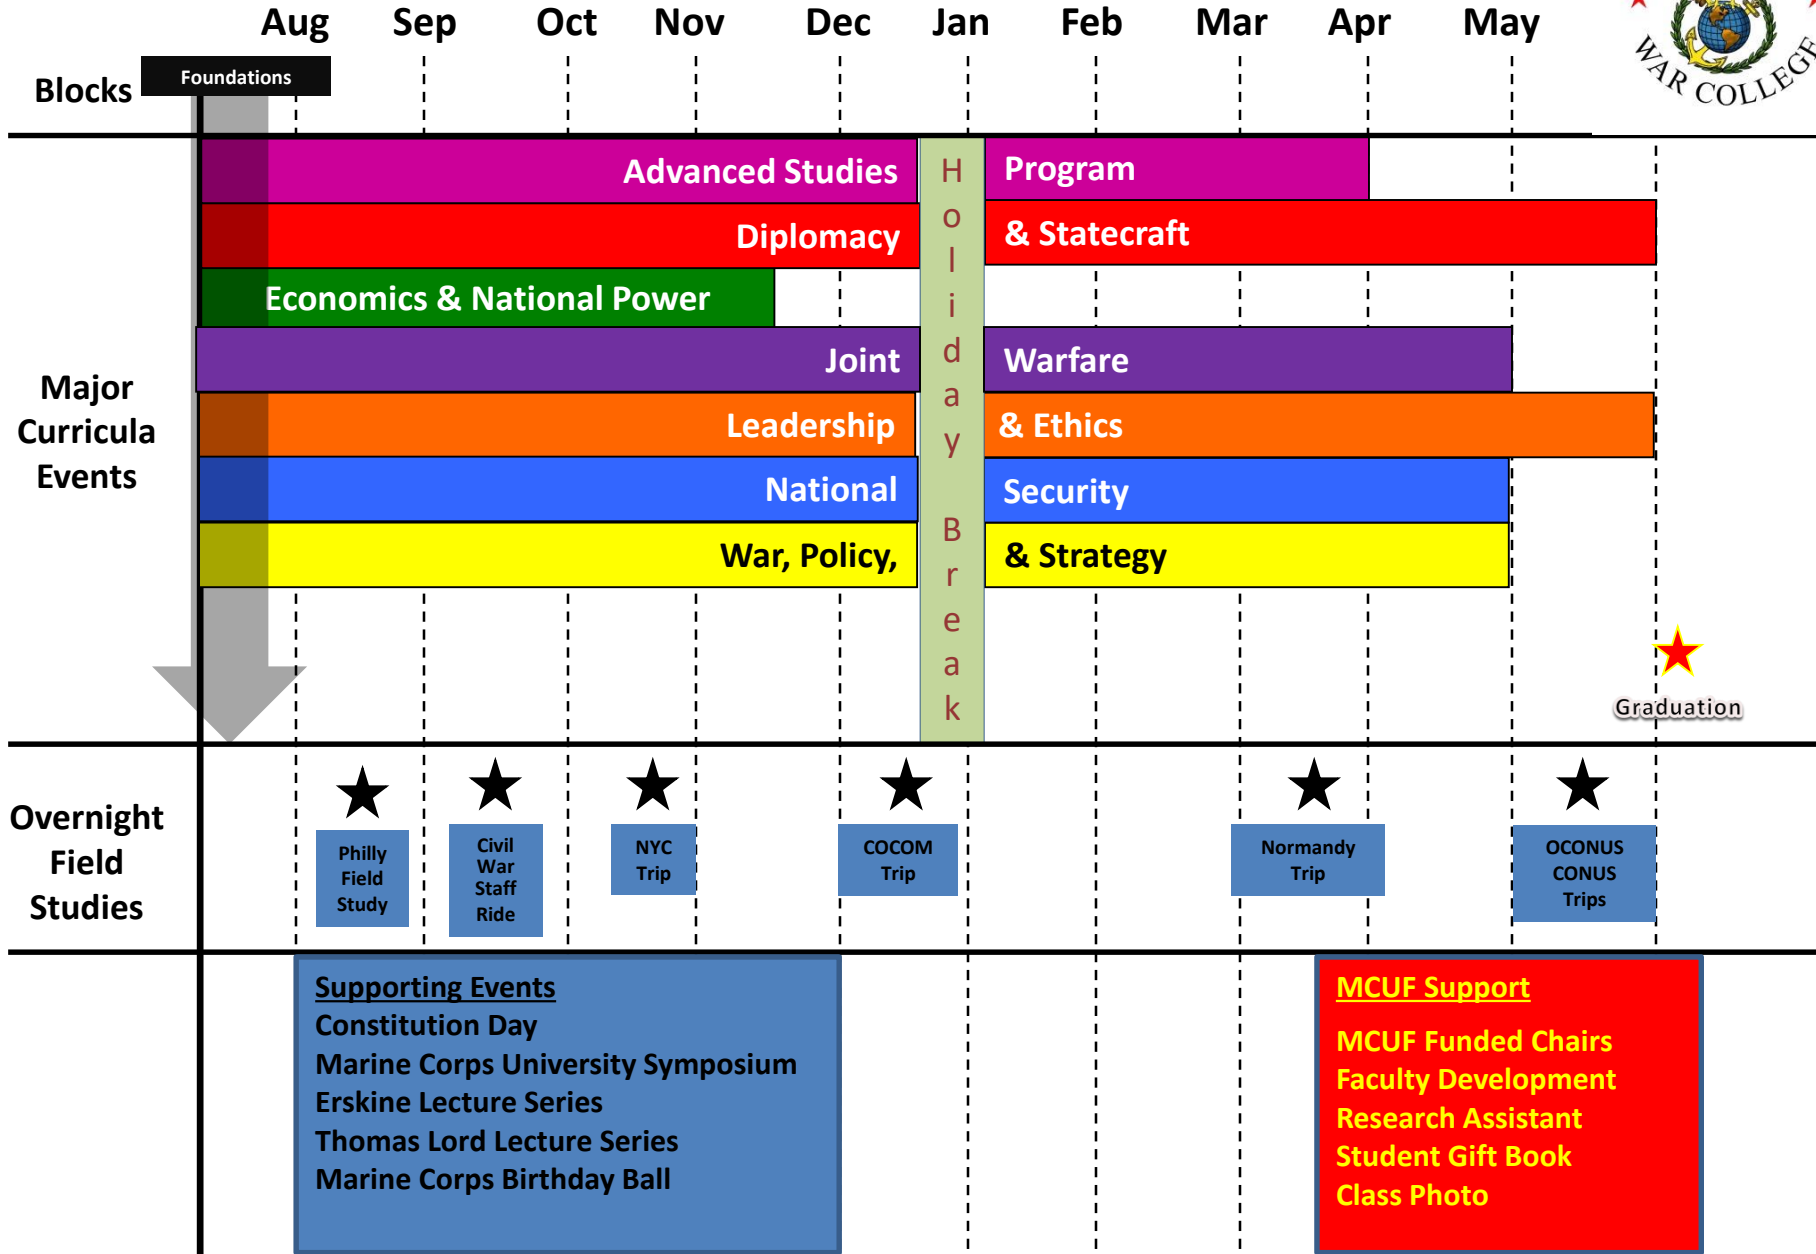 Aug Sep Oct Nov Dec Jan Feb Mar Apr May
WAR COLLEGE
Blocks
Foundations
Major
Curricula
Events
Advanced Studies Program
Diplomacy & Statecraft
Economics & National Power
Joint Warfare
Leadership & Ethics
National Security
War, Policy, & Strategy
Holiday Break
Graduation
Overnight
Field
Studies
Philly
Field
Study
Civil
War
Staff
Ride
NYC
Trip
COCOM
Trip
Normandy
Trip
OCONUS
CONUS
Trips
Supporting Events
Constitution Day
Marine Corps University Symposium
Erskine Lecture Series
Thomas Lord Lecture Series
Marine Corps Birthday Ball
MCUF Support
MCUF Funded Chairs
Faculty Development
Research Assistant
Student Gift Book
Class Photo